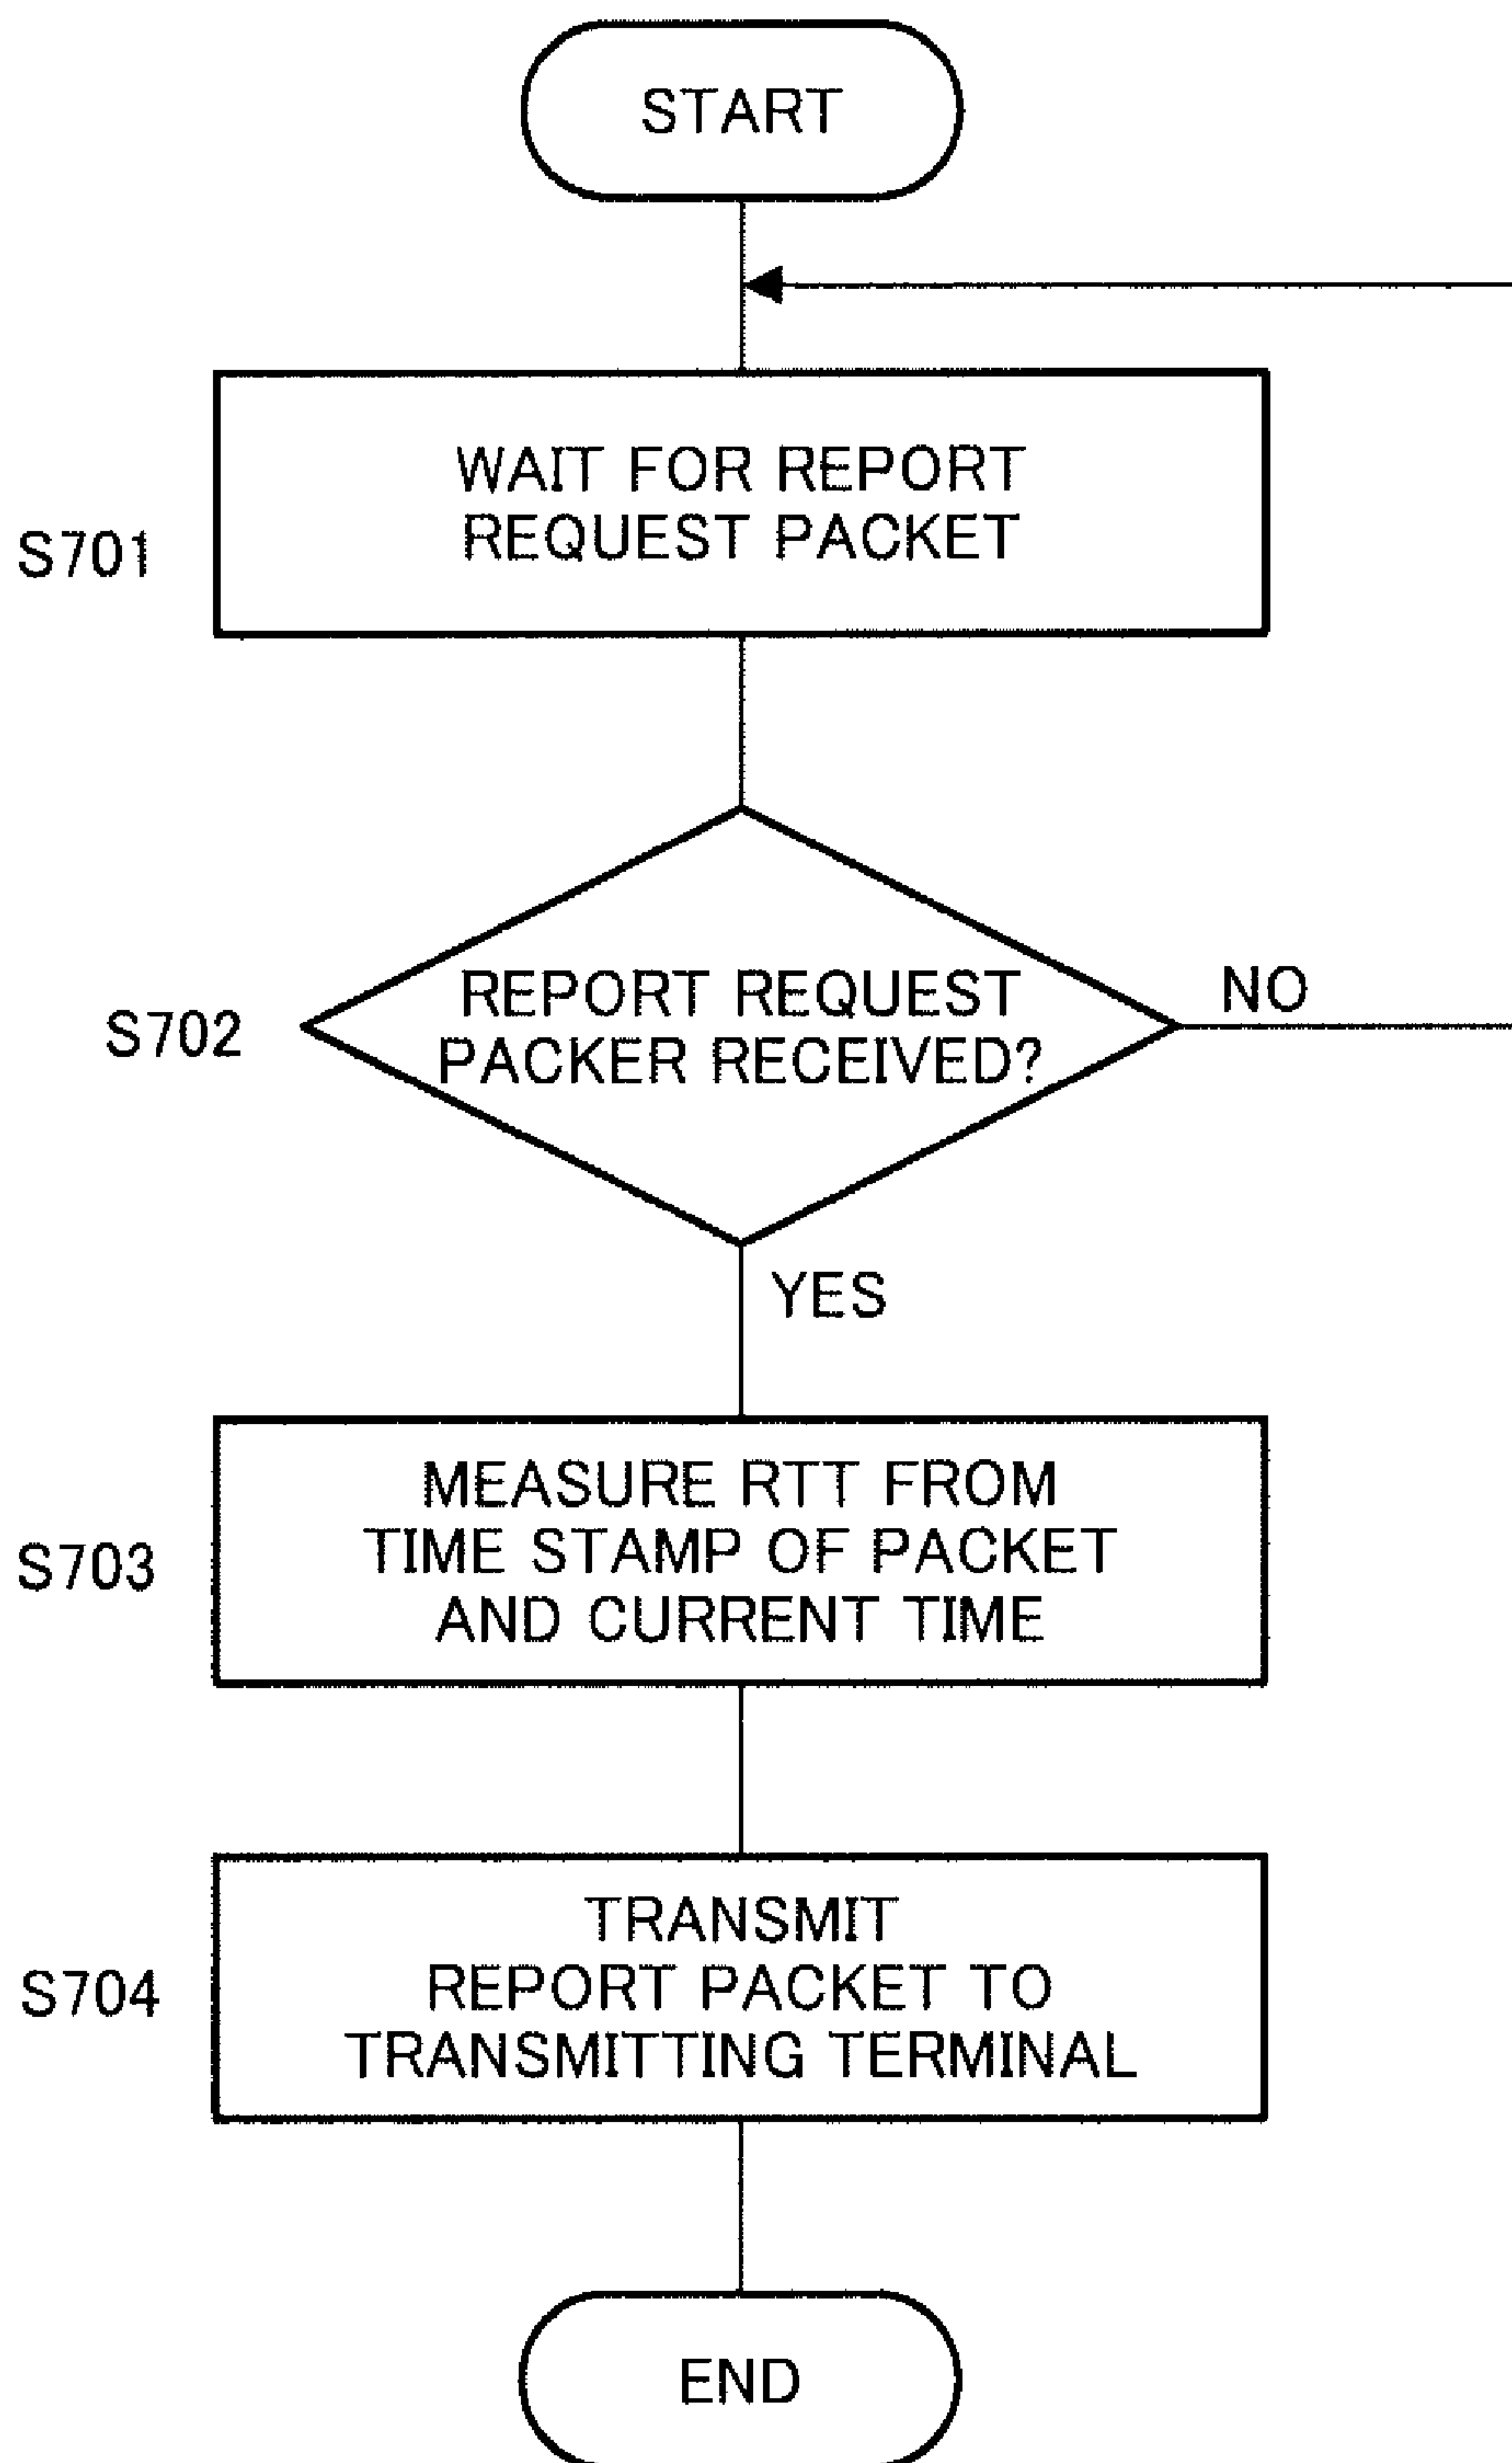 START
WAIT FOR REPORT
REQUEST PACKET
S701
REPORT REQUEST
PACKER RECEIVED?
S702
NO
YES
MEASURE RTT FROM
TIME STAMP OF PACKET
AND CURRENT TIME
S703
TRANSMIT
REPORT PACKET TO
TRANSMITTING TERMINAL
S704
END